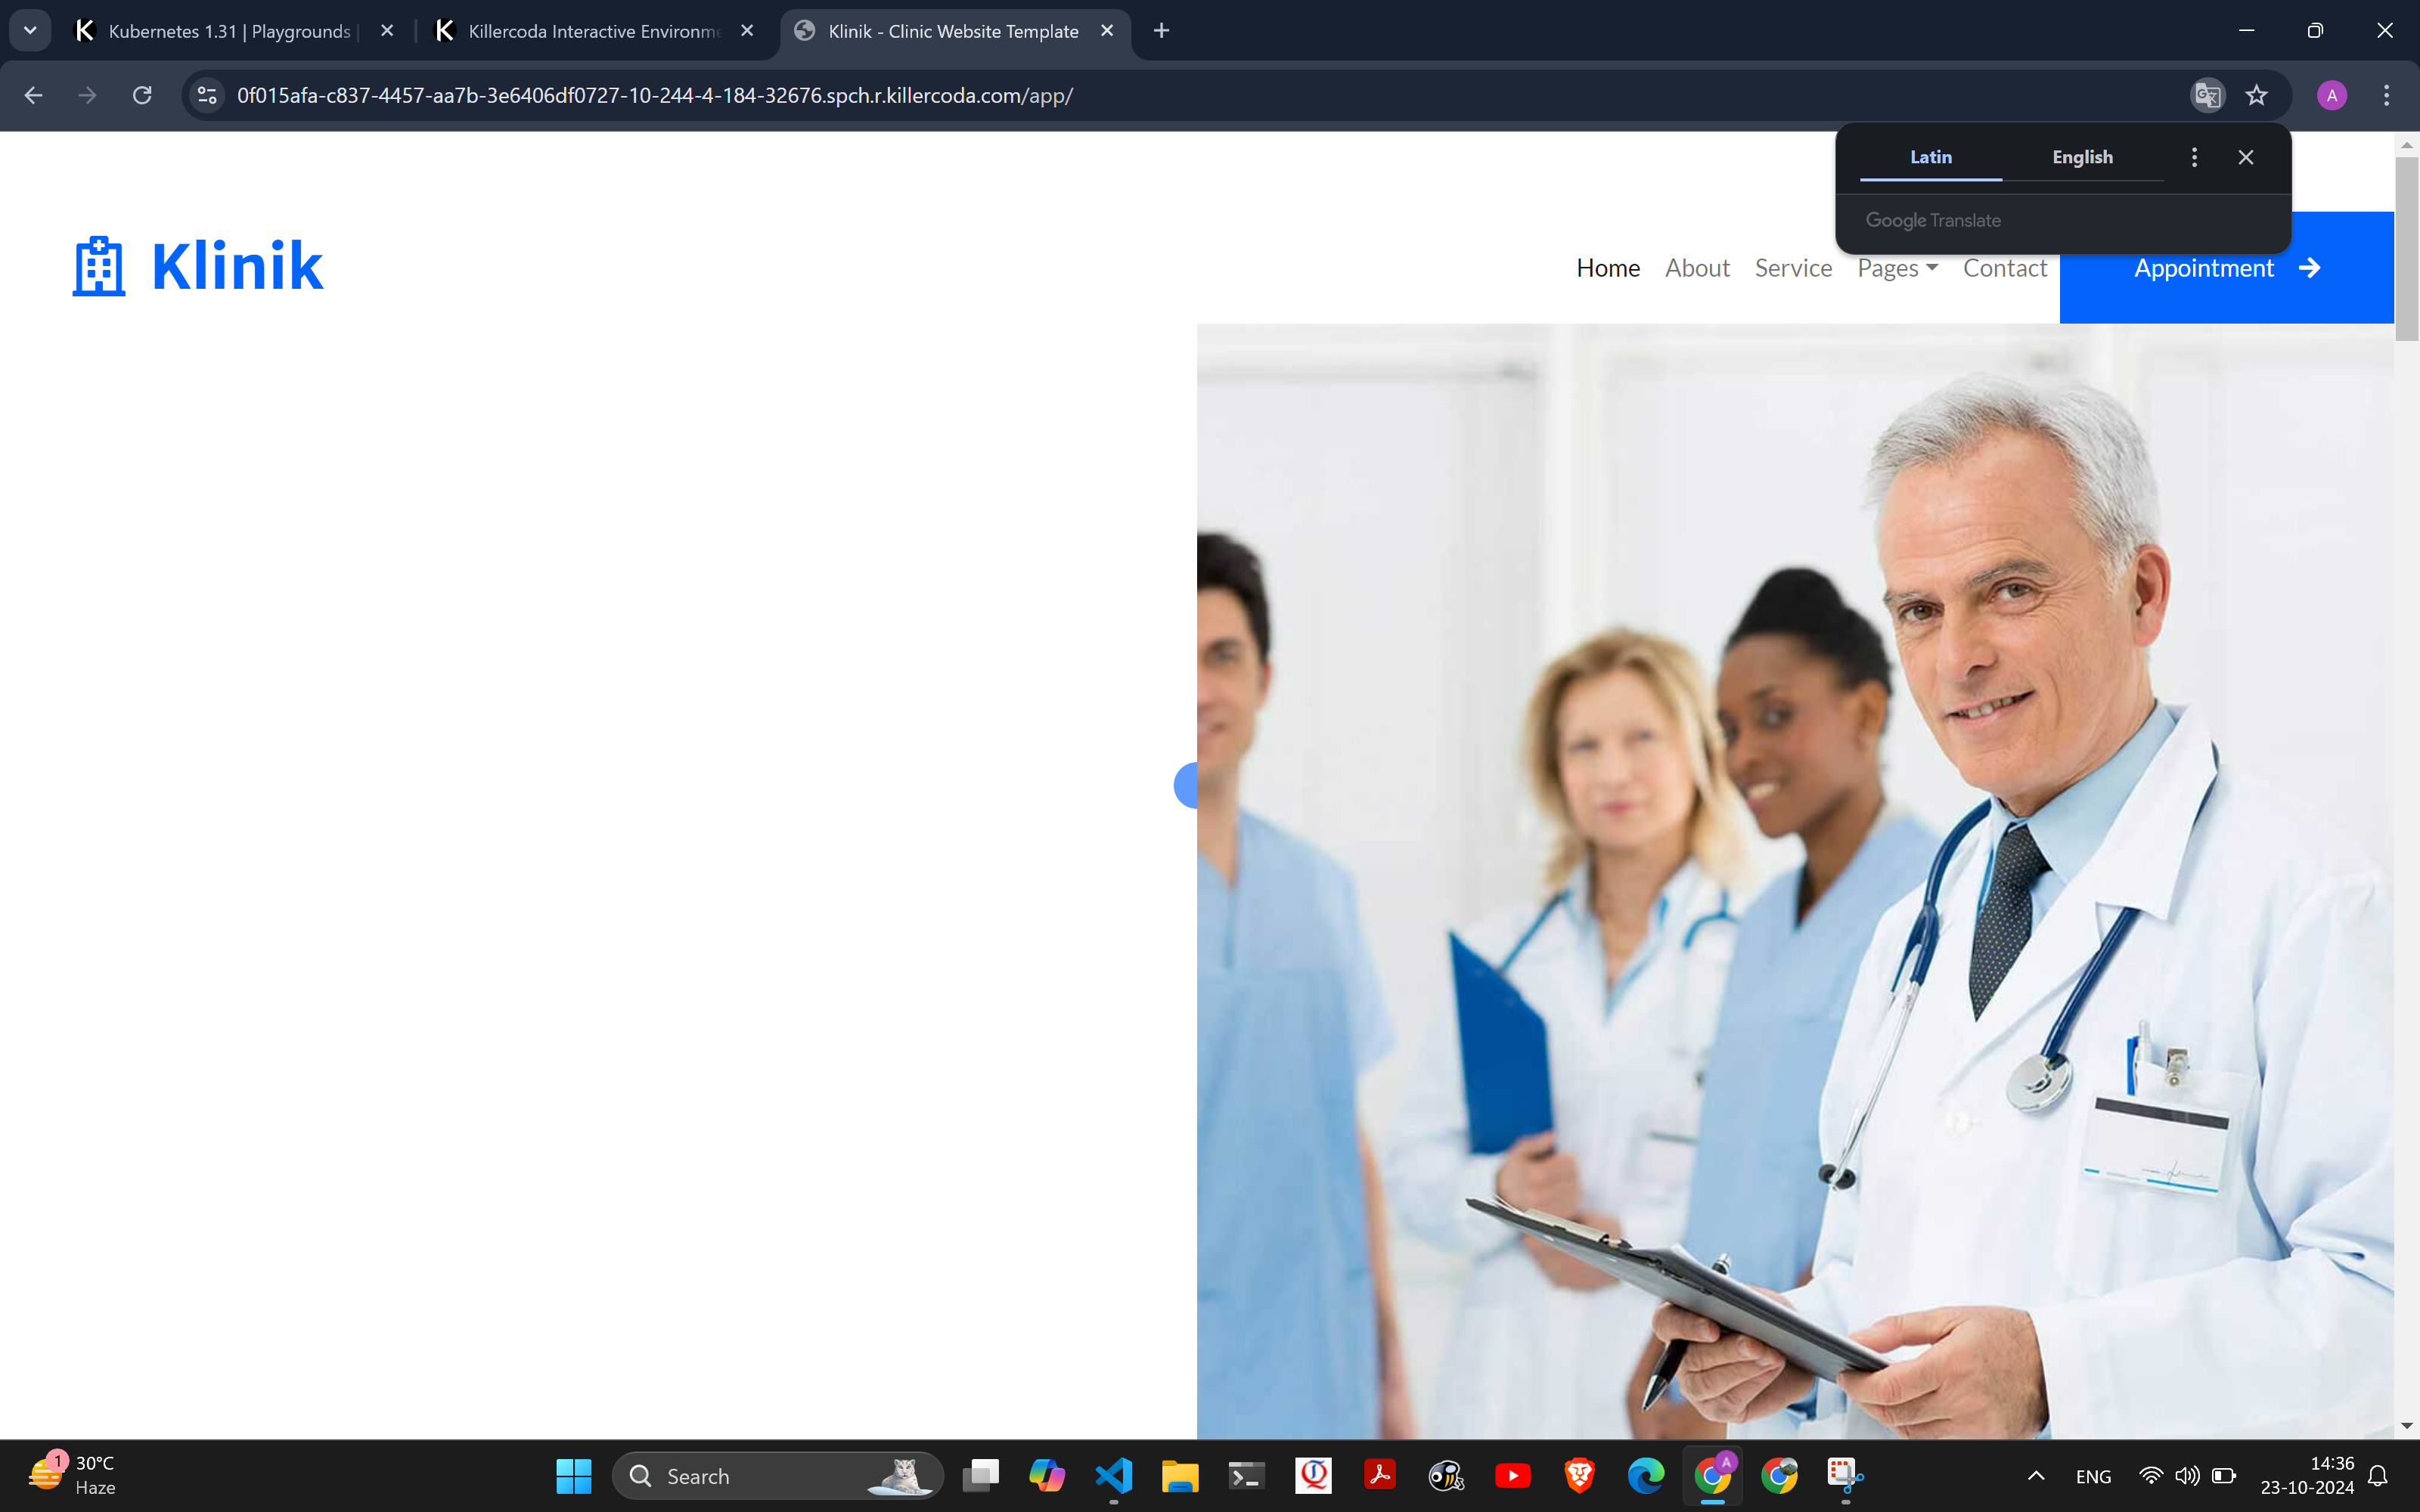 Kubernetes 1.31 | Playgrounds |
Killercoda Interactive Environme
Klinik - Clinic Website Template
0f015afa-c837-4457-aa7b-3e6406df0727-10-244-4-184-32676.spch.r.killercoda.com/app/
A
Latin
English
Google Translate
Klinik
Home
About
Service
Pages
Contact
Appointment
1
30°C
Haze
Search
A
ENG
14:36
23-10-2024